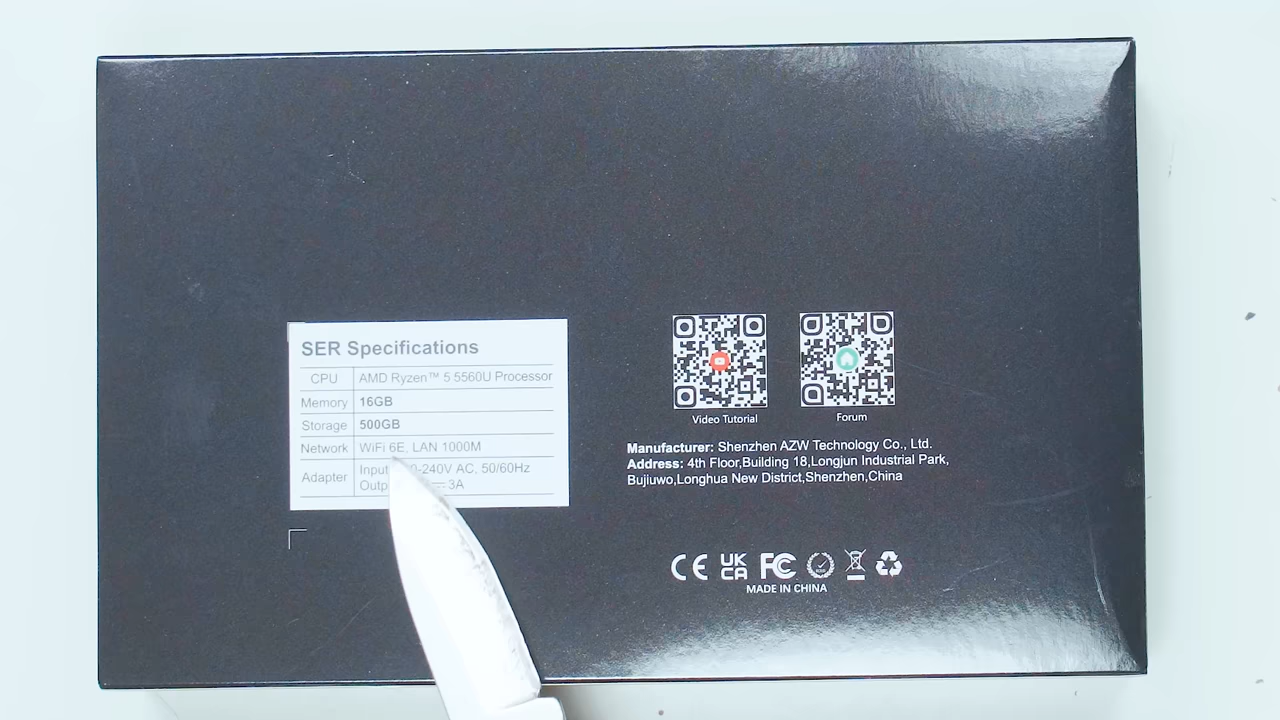 SER Specifications
CPU AMD Ryzen™ 5 5560U Processor
Memory 16GB
Storage 500GB
Network WiFi 6E, LAN 1000M
Adapter Input 0-240V AC, 50/60Hz
3A
Video Tutorial
Forum
Manufacturer: Shenzhen AZW Technology Co., Ltd.
Address: 4th Floor,Building 18,Longjun Industrial Park,
Bujiuwo,Longhua New District,Shenzhen,China
CE UK CA FC
MADE IN CHINA